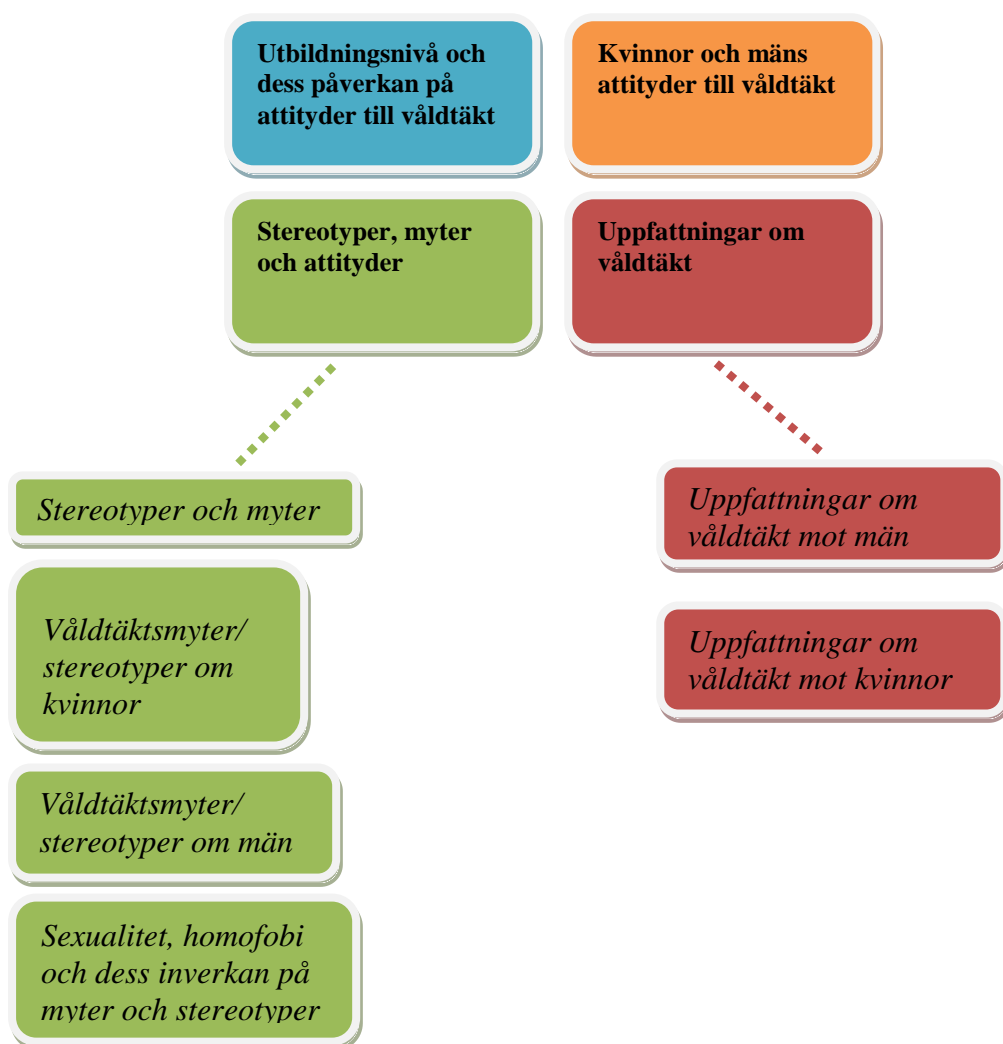 Utbildningsnivå och
dess påverkan på
attityder till våldtäkt
Kvinnor och mäns
attityder till våldtäkt
Stereotyper, myter
och attityder
Uppfattningar om
våldtäkt
Stereotyper och myter
Våldtäktsmyter/
stereotyper om
kvinnor
Våldtäktsmyter/
stereotyper om män
Sexualitet, homofobi
och dess inverkan på
myter och stereotyper
Uppfattningar om
våldtäkt mot män
Uppfattningar om
våldtäkt mot kvinnor